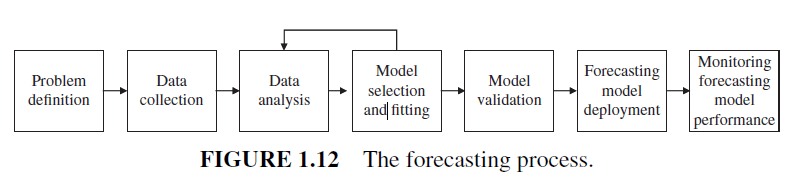 Problem
definition
Data
collection
Data
analysis
Model
selection
and fitting
Model
validation
Forecasting
model
deployment
Monitoring
forecasting
model
performance
FIGURE 1.12 The forecasting process.